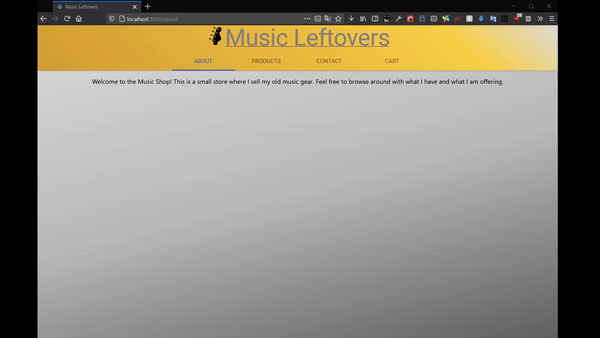 Music Leftovers
localhost:3000/about
Music Leftovers
ABOUT PRODUCTS CONTACT CART
Welcome to the Music Shop! This is a small store where I sell my old music gear. Feel free to browse around with what I have and what I am offering.